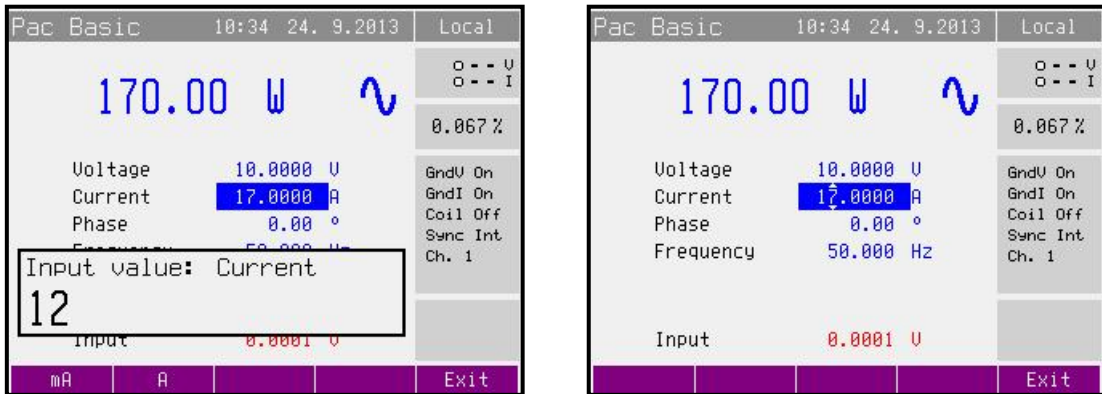 Pac Basic 10:34 24. 9.2013 Local
o - - V
o - - I
170.00 W
0.067 %
Voltage 10.0000 V
Current 17.0000 A
Phase 0.00 °
GndV On
GndI On
Coil Off
Sync Int
Ch. 1
Input value: Current
12
Input 0.0001 V
mA A Exit
Pac Basic 10:34 24. 9.2013 Local
o - - V
o - - I
170.00 W
0.067 %
Voltage 10.0000 V
Current 17.0000 A
Phase 0.00 °
Frequency 50.000 Hz
GndV On
GndI On
Coil Off
Sync Int
Ch. 1
Input 0.0001 V
Exit